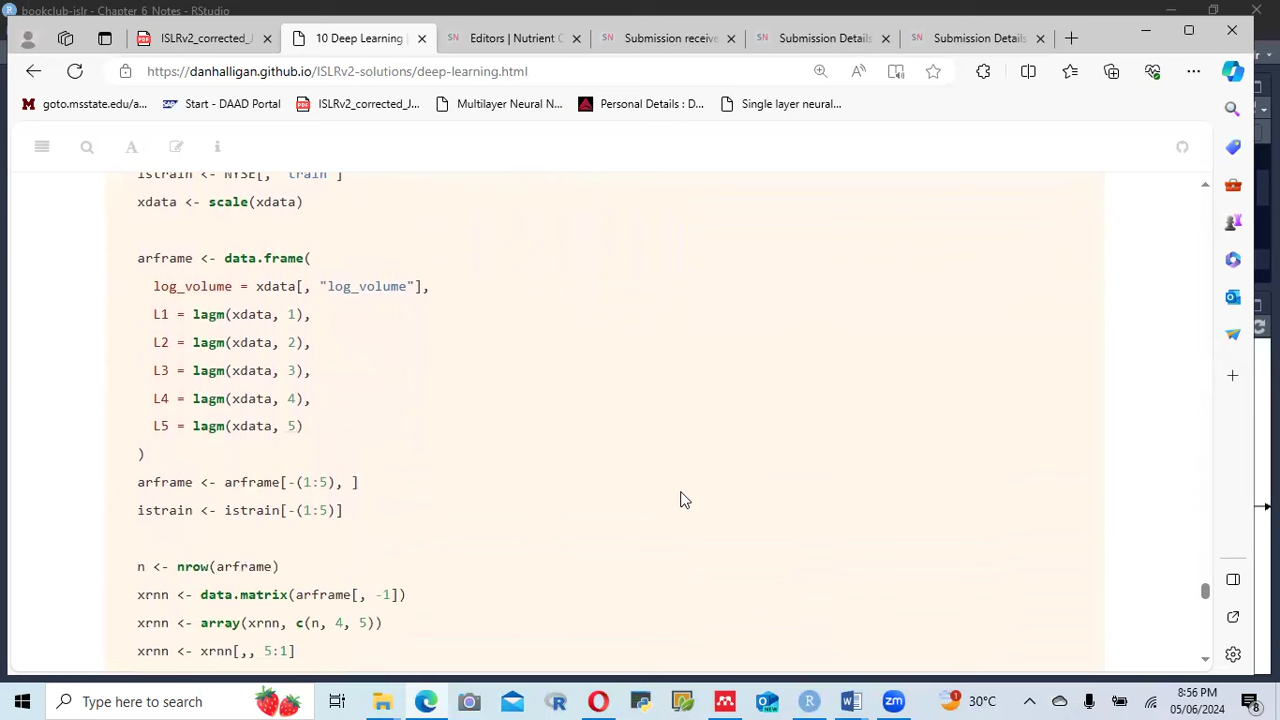 bookclub-islr - Chapter 6 Notes - RStudio
ISLRv2_corrected_J
10 Deep Learning
Editors | Nutrient C
Submission receive
Submission Details
Submission Details
https://danhalligan.github.io/ISLRv2-solutions/deep-learning.html
goto.msstate.edu/a...
Start - DAAD Portal
ISLRv2_corrected_J...
Multilayer Neural N...
Personal Details : D...
Single layer neural...
istrain <- NYSE[, "train"]
xdata <- scale(xdata)
arframe <- data.frame(
log_volume = xdata[, "log_volume"],
L1 = lagm(xdata, 1),
L2 = lagm(xdata, 2),
L3 = lagm(xdata, 3),
L4 = lagm(xdata, 4),
L5 = lagm(xdata, 5)
)
arframe <- arframe[-(1:5), ]
istrain <- istrain[-(1:5)]
n <- nrow(arframe)
xrnn <- data.matrix(arframe[, -1])
xrnn <- array(xrnn, c(n, 4, 5))
xrnn <- xrnn[,, 5:1]
Type here to search
30°C
8:56 PM
05/06/2024
8